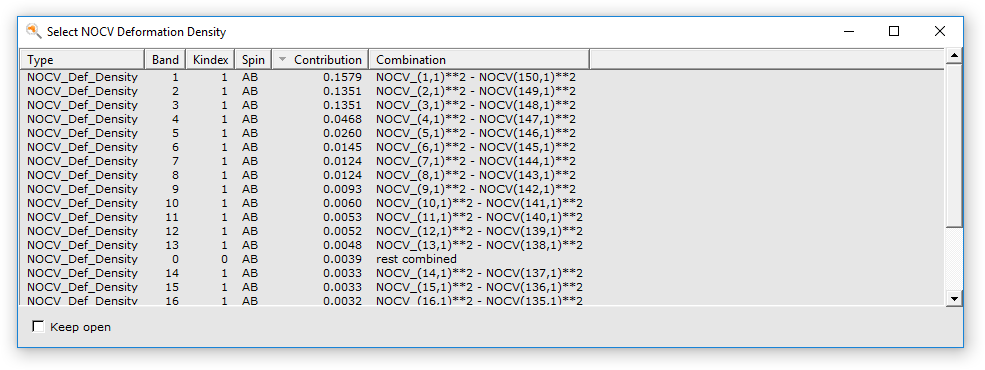 Select NOCV Deformation Density
Type Band Kindex Spin Contribution Combination
NOCV_Def_Density 1 1 AB 0.1579 NOCV_(1,1)**2 - NOCV(150,1)**2
NOCV_Def_Density 2 1 AB 0.1351 NOCV_(2,1)**2 - NOCV(149,1)**2
NOCV_Def_Density 3 1 AB 0.1351 NOCV_(3,1)**2 - NOCV(148,1)**2
NOCV_Def_Density 4 1 AB 0.0468 NOCV_(4,1)**2 - NOCV(147,1)**2
NOCV_Def_Density 5 1 AB 0.0260 NOCV_(5,1)**2 - NOCV(146,1)**2
NOCV_Def_Density 6 1 AB 0.0145 NOCV_(6,1)**2 - NOCV(145,1)**2
NOCV_Def_Density 7 1 AB 0.0124 NOCV_(7,1)**2 - NOCV(144,1)**2
NOCV_Def_Density 8 1 AB 0.0124 NOCV_(8,1)**2 - NOCV(143,1)**2
NOCV_Def_Density 9 1 AB 0.0093 NOCV_(9,1)**2 - NOCV(142,1)**2
NOCV_Def_Density 10 1 AB 0.0060 NOCV_(10,1)**2 - NOCV(141,1)**2
NOCV_Def_Density 11 1 AB 0.0053 NOCV_(11,1)**2 - NOCV(140,1)**2
NOCV_Def_Density 12 1 AB 0.0052 NOCV_(12,1)**2 - NOCV(139,1)**2
NOCV_Def_Density 13 1 AB 0.0048 NOCV_(13,1)**2 - NOCV(138,1)**2
NOCV_Def_Density 0 0 AB 0.0039 rest combined
NOCV_Def_Density 14 1 AB 0.0033 NOCV_(14,1)**2 - NOCV(137,1)**2
NOCV_Def_Density 15 1 AB 0.0033 NOCV_(15,1)**2 - NOCV(136,1)**2
NOCV_Def_Density 16 1 AB 0.0032 NOCV_(16,1)**2 - NOCV(135,1)**2
Keep open